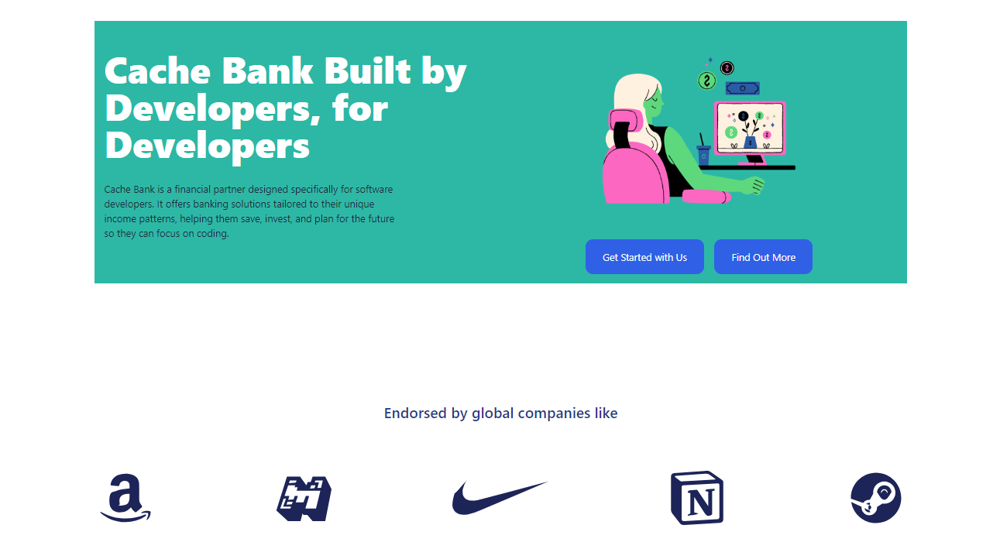 Cache Bank Built by
Developers, for
Developers
Cache Bank is a financial partner designed specifically for software
developers. It offers banking solutions tailored to their unique
income patterns, helping them save, invest, and plan for the future
so they can focus on coding.
Get Started with Us
Find Out More
Endorsed by global companies like
a
M
N